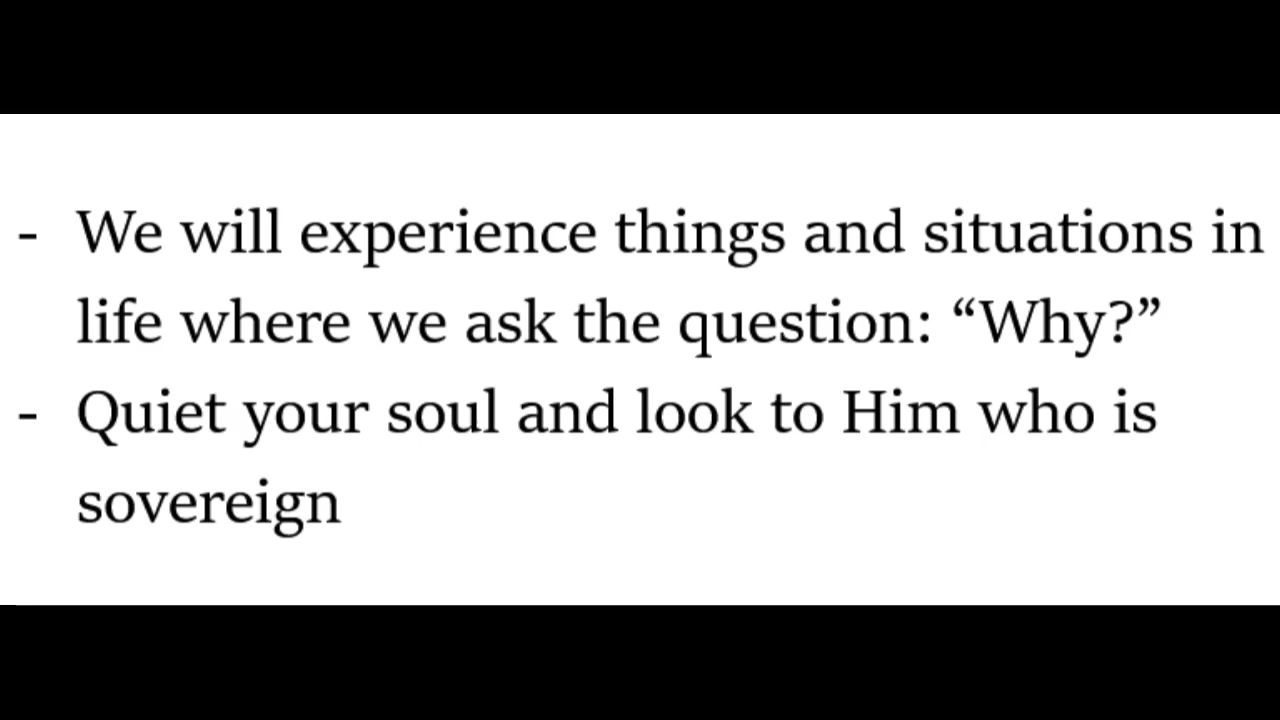 - We will experience things and situations in
life where we ask the question: “Why?”
- Quiet your soul and look to Him who is
sovereign